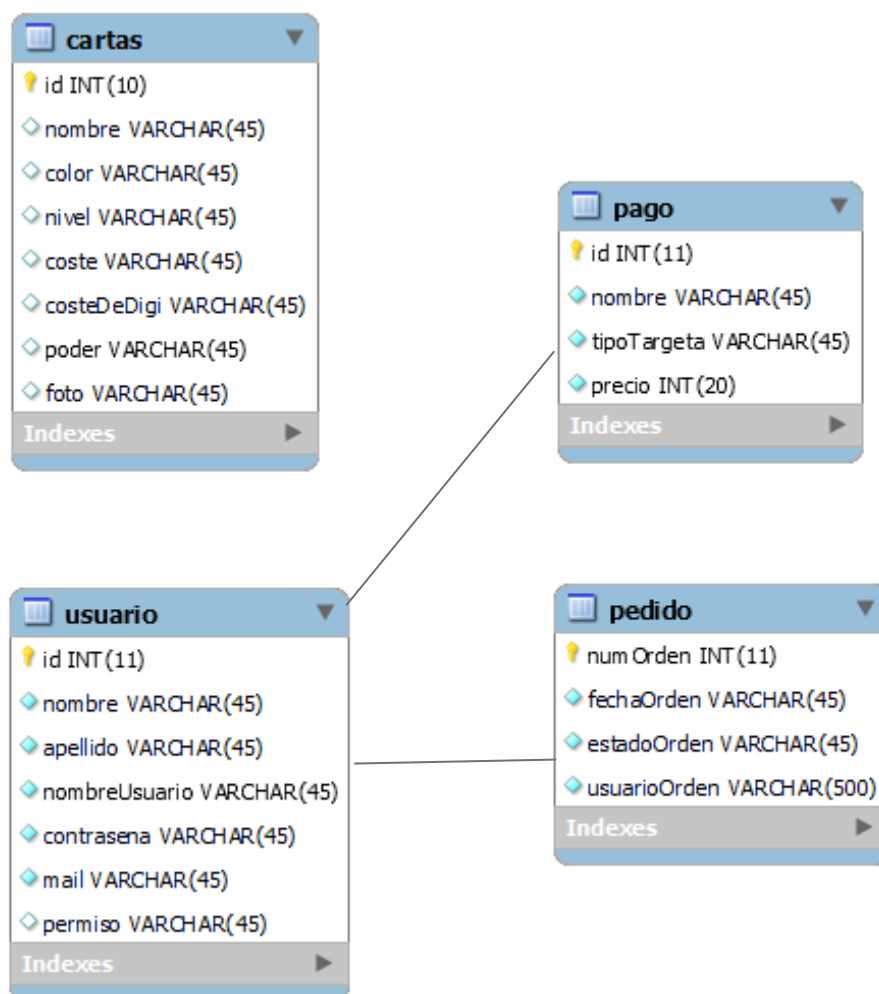 cartas
id INT(10)
nombre VARCHAR(45)
color VARCHAR(45)
nivel VARCHAR(45)
coste VARCHAR(45)
costeDeDigi VARCHAR(45)
poder VARCHAR(45)
foto VARCHAR(45)
Indexes
pago
id INT(11)
nombre VARCHAR(45)
tipoTargeta VARCHAR(45)
precio INT(20)
Indexes
usuario
id INT(11)
nombre VARCHAR(45)
apellido VARCHAR(45)
nombreUsuario VARCHAR(45)
contrasena VARCHAR(45)
mail VARCHAR(45)
permiso VARCHAR(45)
Indexes
pedido
numOrden INT(11)
fechaOrden VARCHAR(45)
estadoOrden VARCHAR(45)
usuarioOrden VARCHAR(500)
Indexes